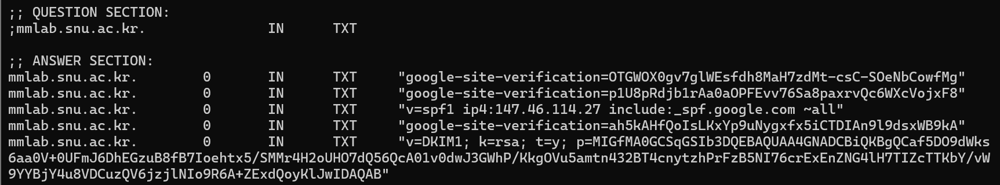 ;; QUESTION SECTION:
;mmlab.snu.ac.kr. IN TXT
;; ANSWER SECTION:
mmlab.snu.ac.kr. 0 IN TXT "google-site-verification=OTGWOX0gv7glWEsfdh8MaH7zdMt-csC-SOeNbCowfMg"
mmlab.snu.ac.kr. 0 IN TXT "google-site-verification=p1U8pRdjb1rAa0aOPFEvv76Sa8paxrvQc6WXcVojxF8"
mmlab.snu.ac.kr. 0 IN TXT "v=spf1 ip4:147.46.114.27 include:_spf.google.com ~all"
mmlab.snu.ac.kr. 0 IN TXT "google-site-verification=ah5kAHfQoIsLKxYp9uNygxfx5iCTDIAn9l9dsxWB9kA"
mmlab.snu.ac.kr. 0 IN TXT "v=DKIM1; k=rsa; t=y; p=MIGfMA0GCSqGSIb3DQEBAQUAA4GNADCBiQKBgQCaf5DO9dWks
6aa0V+0UFmJ6DhEGzuB8fB7Ioehtx5/SMMr4H2oUHO7dQ56QcA01v0dwJ3GWhP/KkgOVu5amtn432BT4cnytzhPrFzB5NI76crExEnZNG4lH7TIZcTTKbY/vW
9YYBjY4u8VDCuzQV6jzjlNIo9R6A+ZExdQoyKlJwIDAQAB"